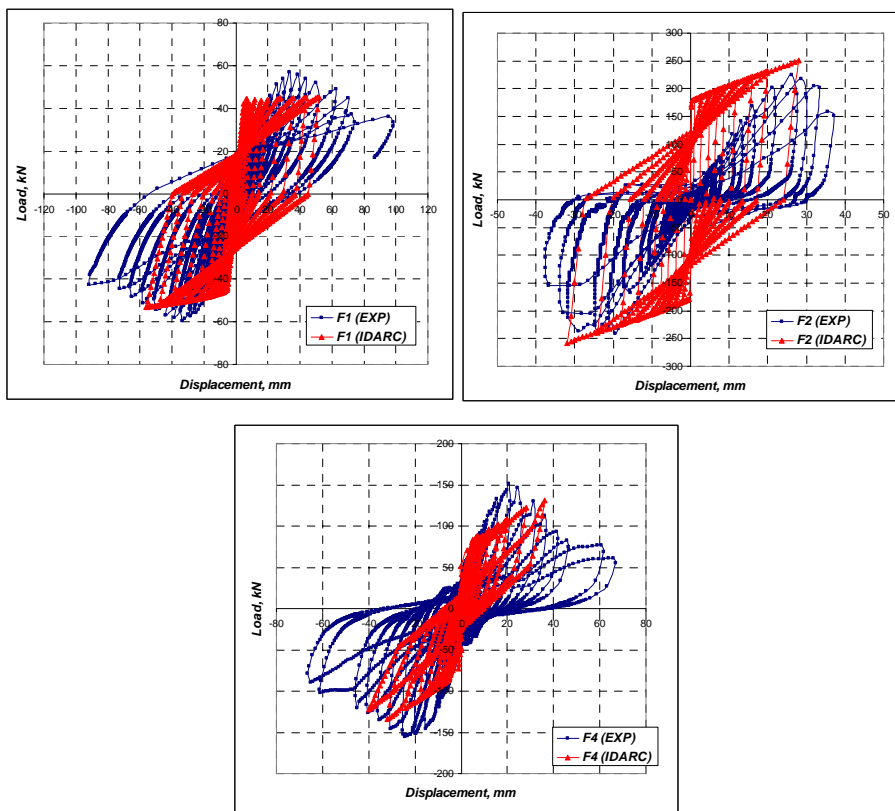 80
60
40
20
0
-20
-40
-60
-80
-120 -100 -80 -60 -40 -20 0 20 40 60 80 100 120
Load, kN
Displacement, mm
F1 (EXP)
F1 (IDARC)
300
250
200
150
100
50
0
-50
-100
-150
-200
-250
-300
-50 -40 -30 -20 -10 0 10 20 30 40 50
Load, kN
Displacement, mm
F2 (EXP)
F2 (IDARC)
200
150
100
50
0
-50
-100
-150
-200
-80 -60 -40 -20 0 20 40 60 80
Load, kN
Displacement, mm
F4 (EXP)
F4 (IDARC)